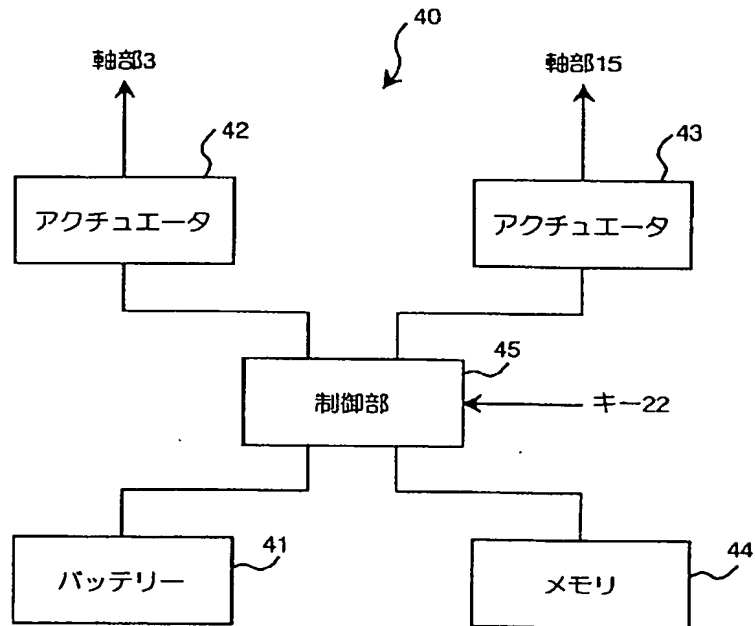 40
軸部3
軸部15
42
43
アクチュエータ
アクチュエータ
45
制御部
キー22
41
44
バッテリー
メモリ